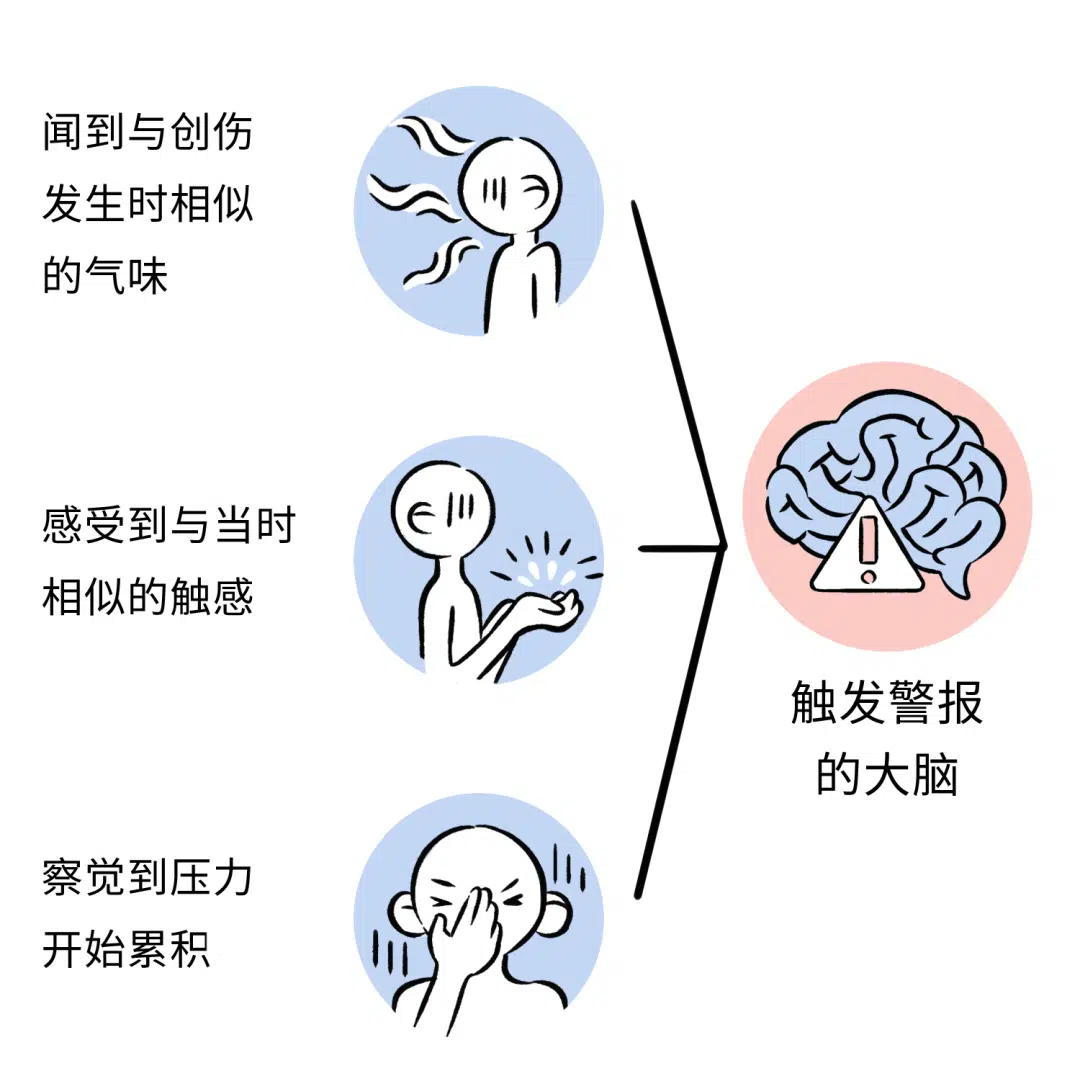 闻到与创伤
发生时相似
的气味
感受到与当时
相似的触感
察觉到压力
开始累积
触发警报
的大脑